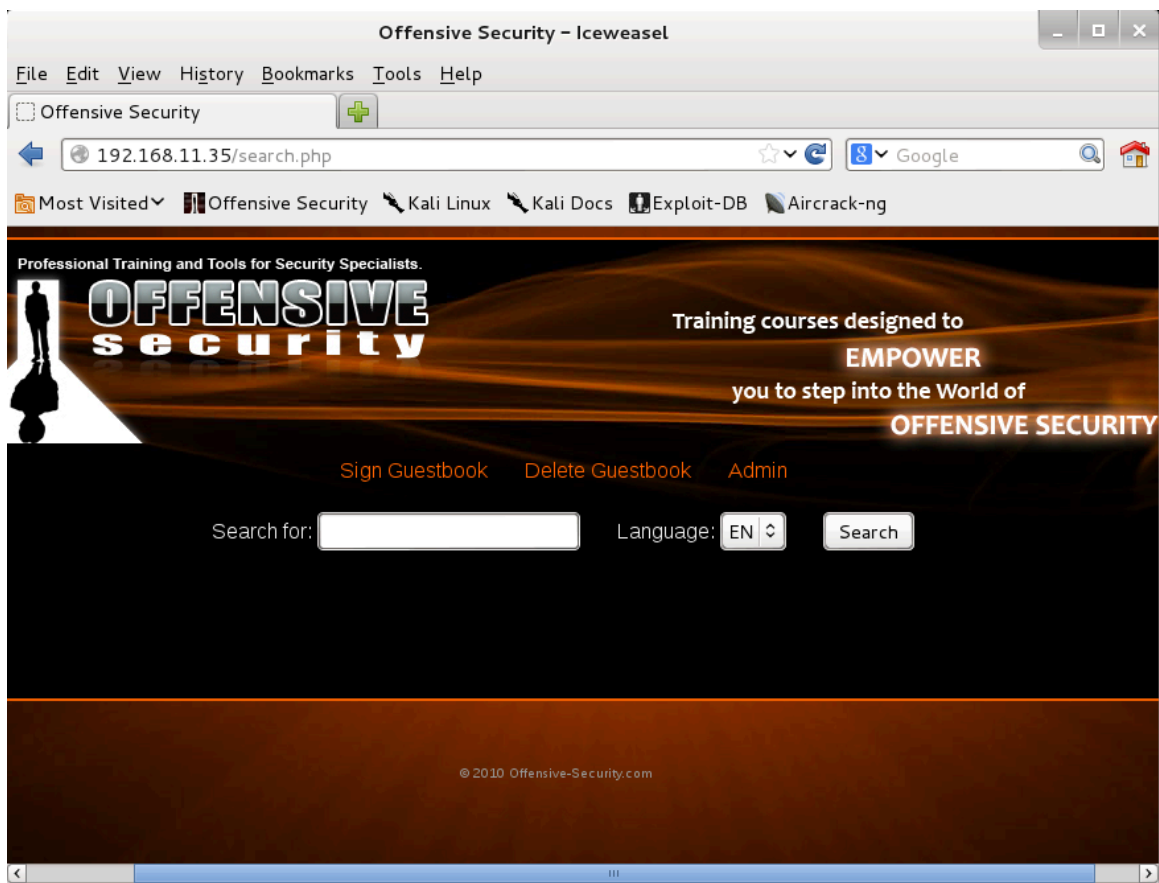 Offensive Security - Iceweasel
File Edit View History Bookmarks Tools Help
Offensive Security
192.168.11.35/search.php
8 Google
Most Visited Offensive Security Kali Linux Kali Docs Exploit-DB Aircrack-ng
Professional Training and Tools for Security Specialists.
OFFENSIVE
security
Training courses designed to
EMPOWER
you to step into the World of
OFFENSIVE SECURITY
Sign Guestbook Delete Guestbook Admin
Search for: Language: EN Search
© 2010 Offensive-Security.com